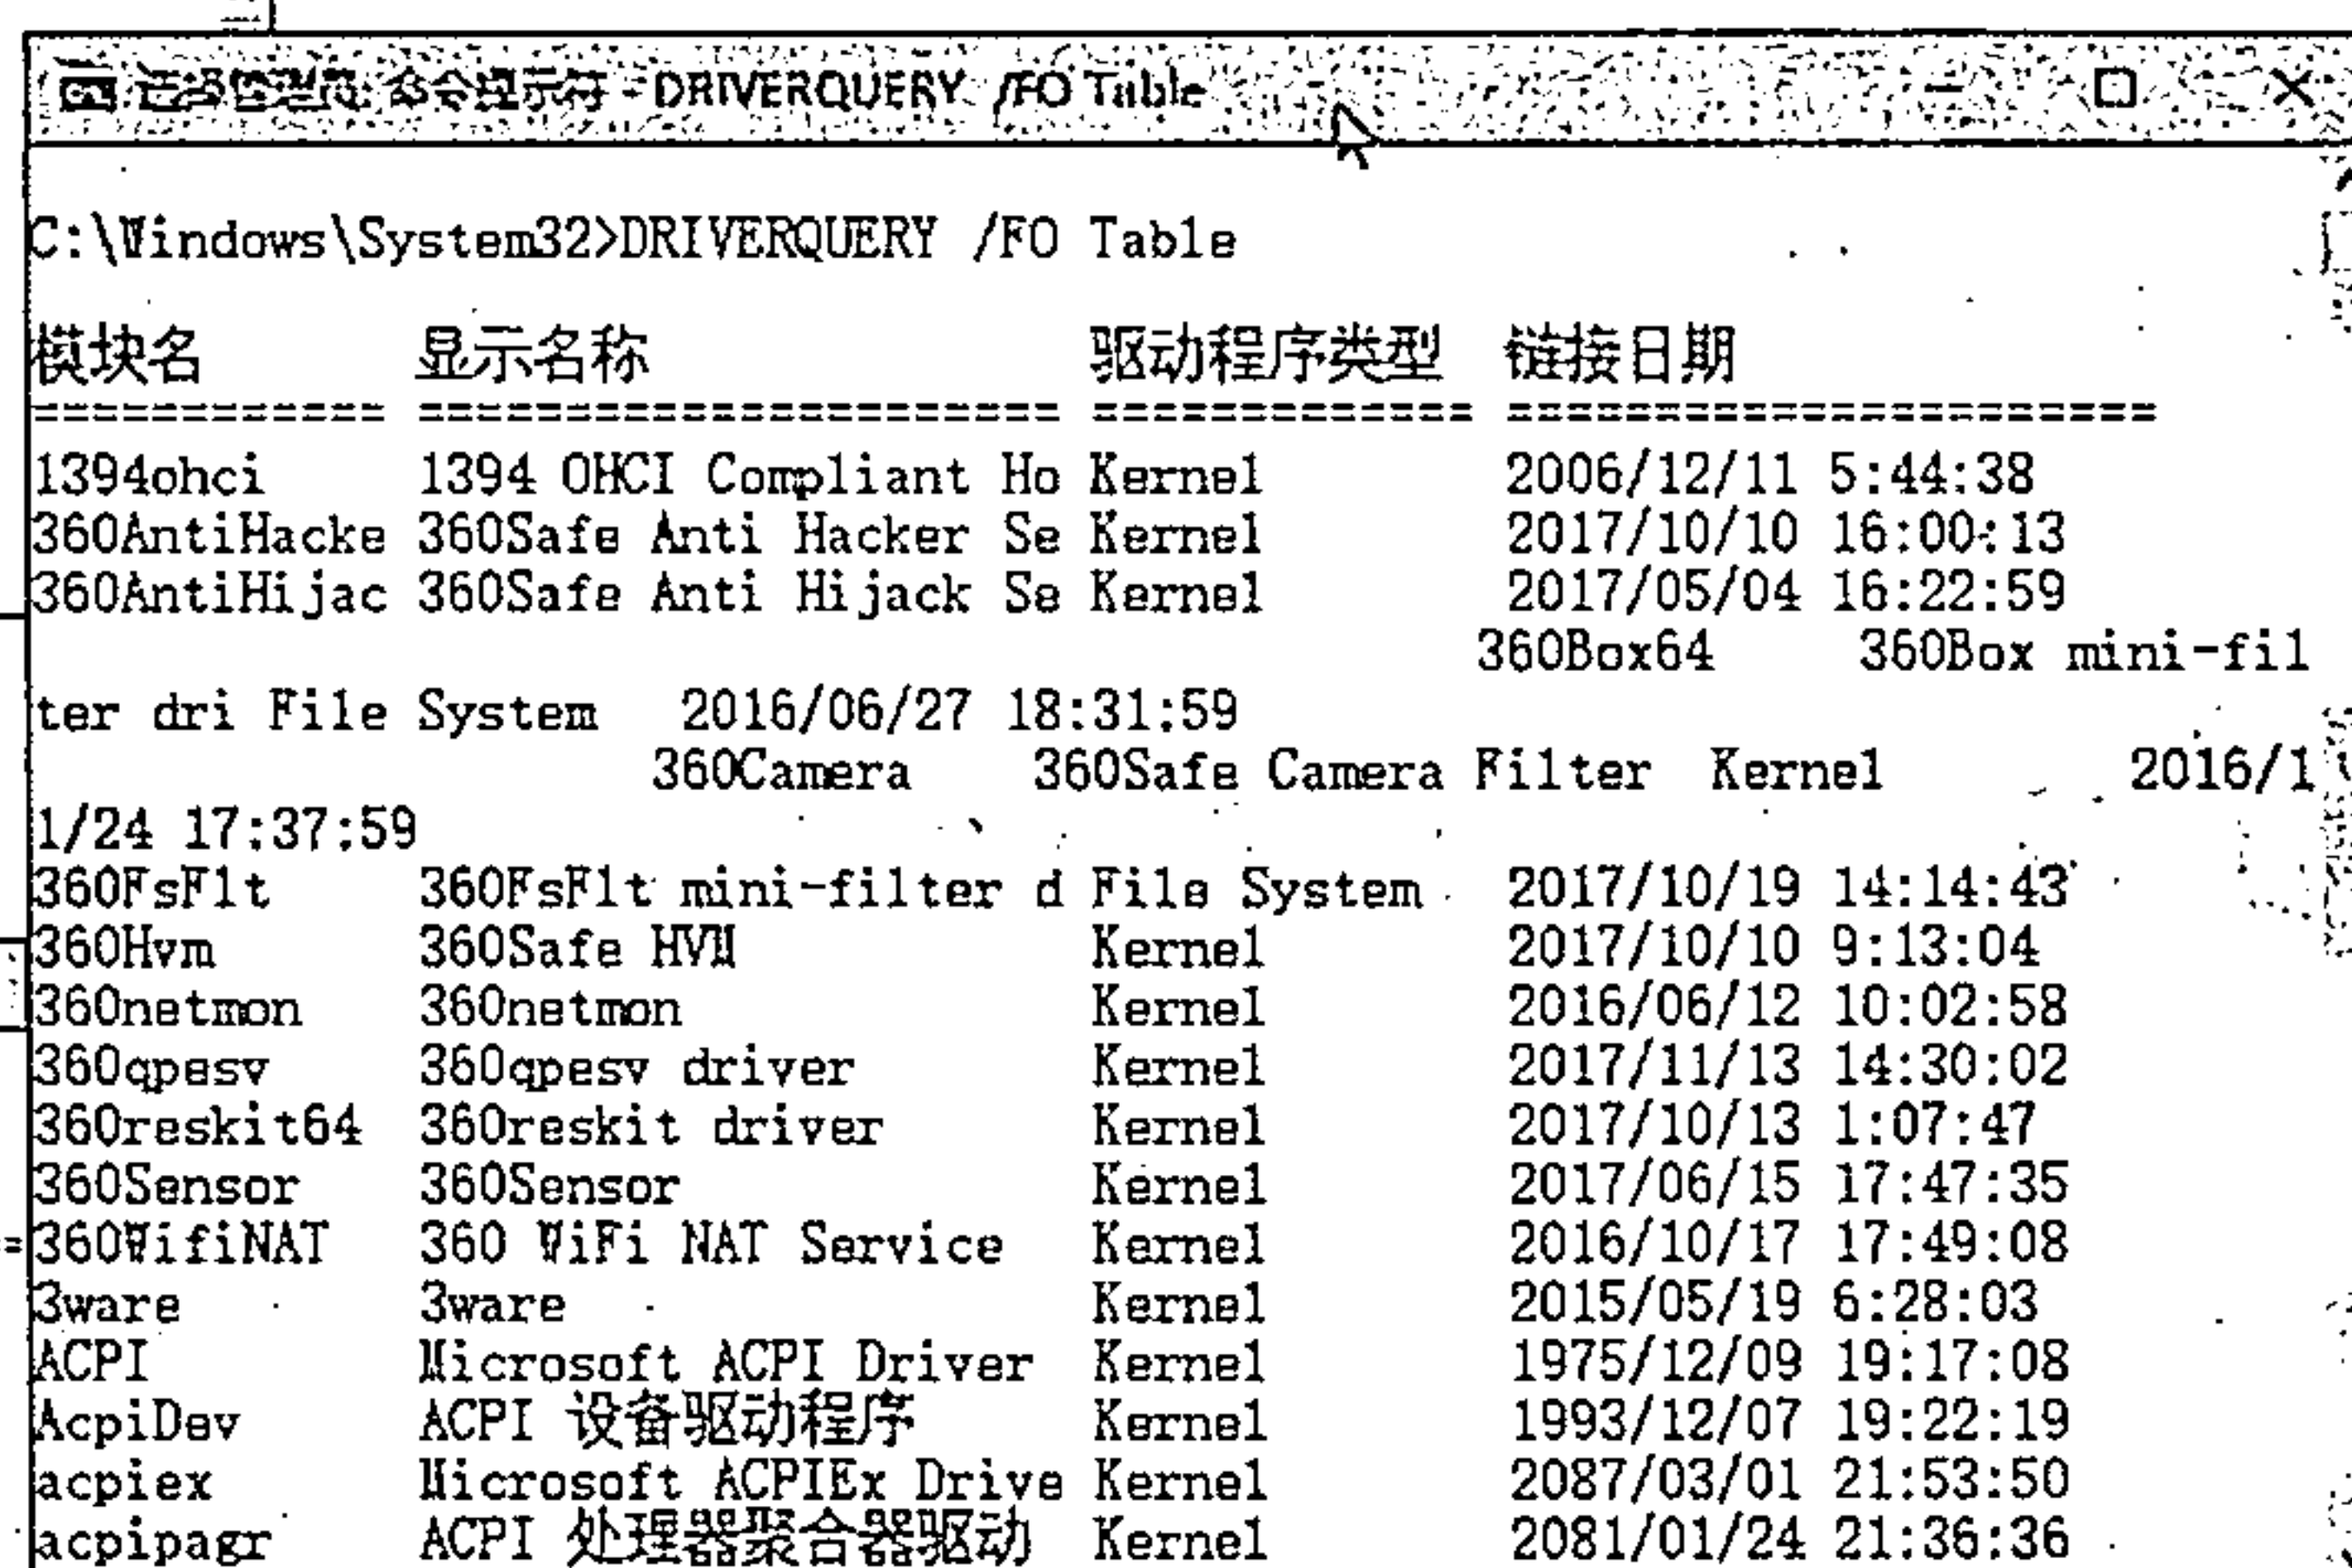 命令提示符 - DRIVERQUERY /FO Table
C:\Windows\System32>DRIVERQUERY /FO Table
模块名 显示名称 驱动程序类型 链接日期
============ ====================== ============= ======================
1394ohci 1394 OHCI Compliant Ho Kernel 2006/12/11 5:44:38
360AntiHacke 360Safe Anti Hacker Se Kernel 2017/10/10 16:00:13
360AntiHijac 360Safe Anti Hijack Se Kernel 2017/05/04 16:22:59
360Box64 360Box mini-fil
ter dri File System 2016/06/27 18:31:59
360Camera 360Safe Camera Filter Kernel 2016/1
1/24 17:37:59
360FsFlt 360FsFlt mini-filter d File System 2017/10/19 14:14:43
360Hvm 360Safe HVM Kernel 2017/10/10 9:13:04
360netmon 360netmon Kernel 2016/06/12 10:02:58
360qpesv 360qpesv driver Kernel 2017/11/13 14:30:02
360reskit64 360reskit driver Kernel 2017/10/13 1:07:47
360Sensor 360Sensor Kernel 2017/06/15 17:47:35
360WifiNAT 360 WiFi NAT Service Kernel 2016/10/17 17:49:08
3ware 3ware Kernel 2015/05/19 6:28:03
ACPI Microsoft ACPI Driver Kernel 1975/12/09 19:17:08
AcpiDev ACPI 设备驱动程序 Kernel 1993/12/07 19:22:19
acpiex Microsoft ACPIEx Drive Kernel 2087/03/01 21:53:50
acpipagr ACPI 处理器聚合器驱动 Kernel 2081/01/24 21:36:36